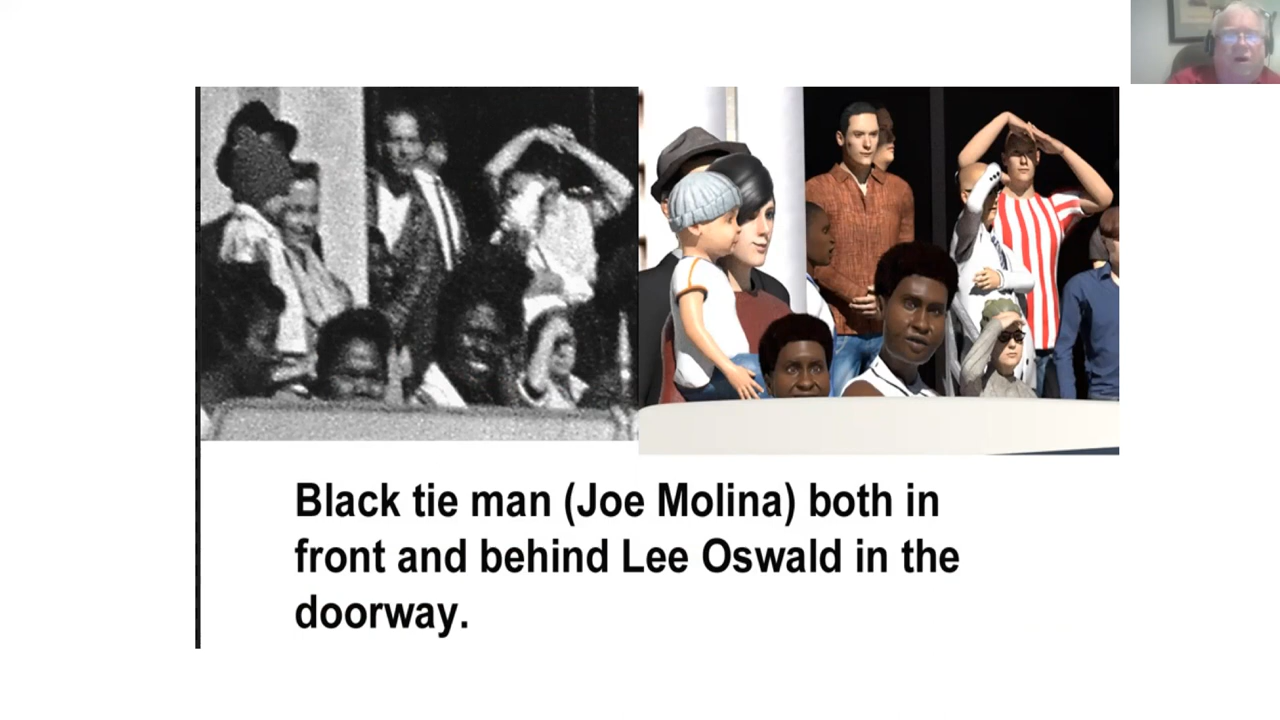 Black tie man (Joe Molina) both in
front and behind Lee Oswald in the
doorway.